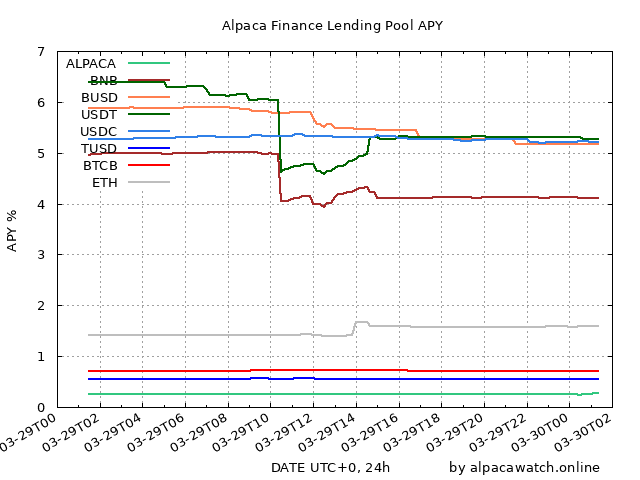 Alpaca Finance Lending Pool APY
7
6
5
4
3
2
1
0
APY %
ALPACA
BNB
BUSD
USDT
USDC
TUSD
BTCB
ETH
03-29T00
03-29T02
03-29T04
03-29T06
03-29T08
03-29T10
03-29T12
03-29T14
03-29T16
03-29T18
03-29T20
03-29T22
03-30T00
03-30T02
DATE UTC+0, 24h by alpacawatch.online